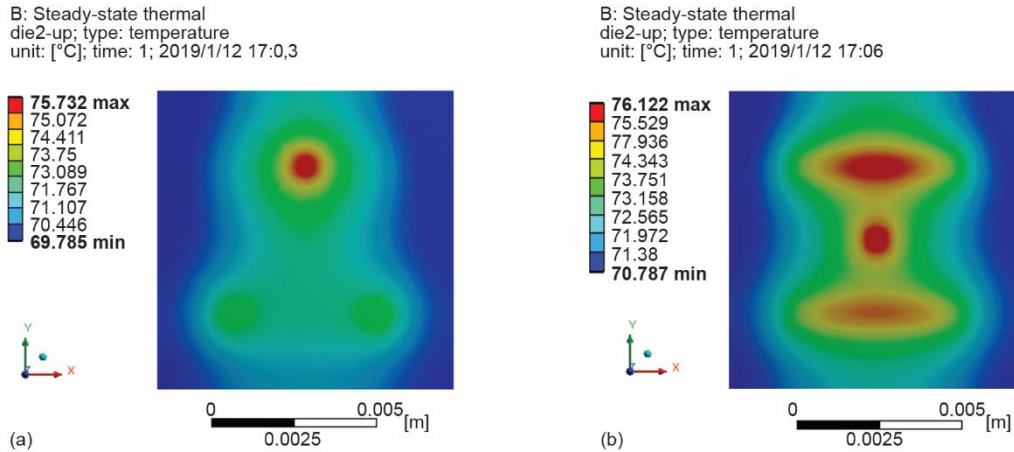 B: Steady-state thermal
die2-up; type: temperature
unit: [°C]; time: 1; 2019/1/12 17:0,3
75.732 max
75.072
74.411
73.75
73.089
71.767
71.107
70.446
69.785 min
Y
X
0 0.005
[m]
0.0025
(a)
B: Steady-state thermal
die2-up; type: temperature
unit: [°C]; time: 1; 2019/1/12 17:06
76.122 max
75.529
77.936
74.343
73.751
73.158
72.565
71.972
71.38
70.787 min
Y
X
0 0.005
[m]
0.0025
(b)